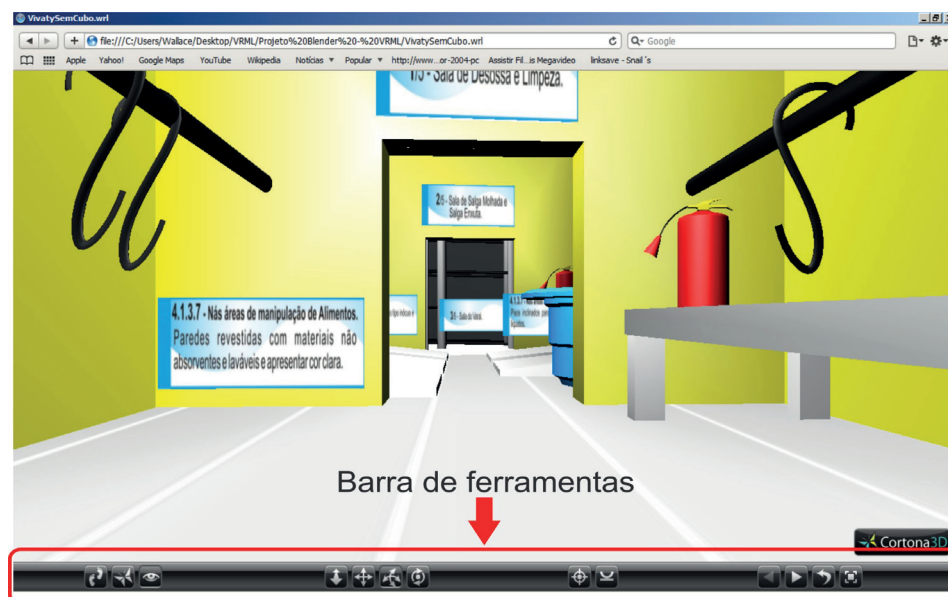 VivatySemCubo.wrl
file:///C:/Users/Wallace/Desktop/VRML/Projeto%20Blender%20-%20VRML/VivatySemCubo.wrl
Google
Apple Yahoo! Google Maps YouTube Wikipedia Notícias Popular http://www...or-2004-pc Assistir Fil...is Megavideo linksave - Snail´s
1/5 - Sala de Desossa e Limpeza.
2/5 - Sala de Salga Molhada e
Salga Enxuta.
4.1.3.7 - Nás áreas de manipulação de Alimentos.
Paredes revestidas com materiais não
absorventes e laváveis e apresentar cor clara.
Barra de ferramentas
Cortona3D